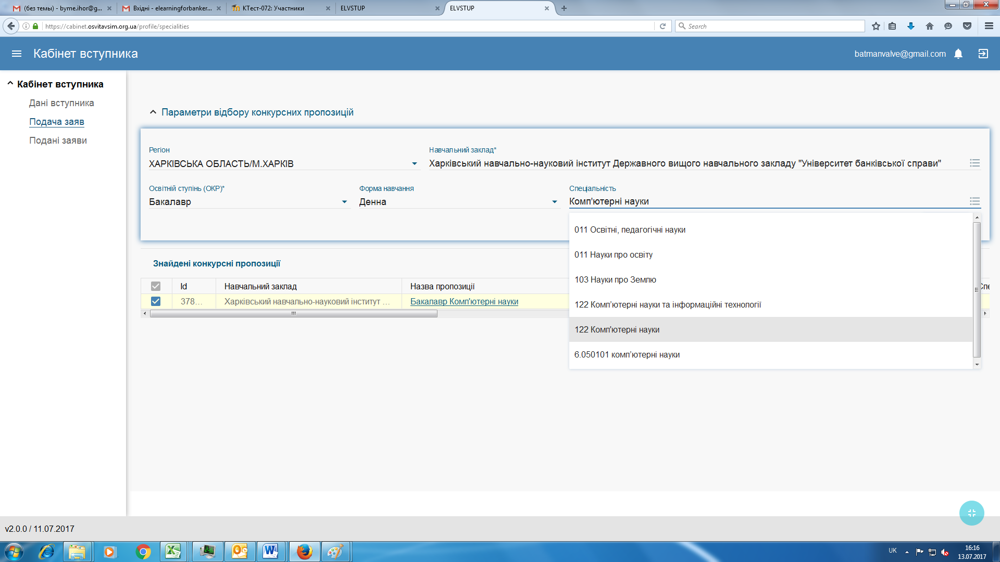 (без темы) - byme.ihor@g...
Вхідні - elearningforbanker...
КТест-072: Участники
ELVSTUP
ELVSTUP
https://cabinet.osvitavsim.org.ua/profile/specialities
Search
Кабінет вступника
batmanvalve@gmail.com
Кабінет вступника
Дані вступника
Подача заяв
Подані заяви
Параметри відбору конкурсних пропозицій
Регіон
Навчальний заклад*
ХАРКІВСЬКА ОБЛАСТЬ/М.ХАРКІВ
Харківський навчально-науковий інститут Державного вищого навчального закладу "Університет банківської справи"
Освітній ступінь (ОКР)*
Форма навчання
Спеціальність
Бакалавр
Денна
Комп'ютерні науки
011 Освітні, педагогічні науки
011 Науки про освіту
103 Науки про Землю
122 Комп’ютерні науки та інформаційні технології
122 Комп'ютерні науки
6.050101 комп’ютерні науки
Знайдені конкурсні пропозиції
Id
Навчальний заклад
Назва пропозиції
Спе
378...
Харківський навчально-науковий інститут ...
Бакалавр Комп'ютерні науки
v2.0.0 / 11.07.2017
UK
16:16
13.07.2017